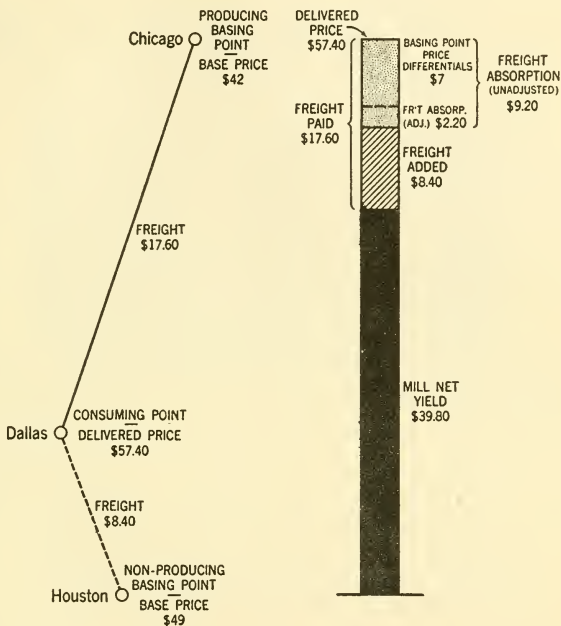 Chicago
PRODUCING
BASING
POINT
BASE PRICE
$42
FREIGHT
$17.60
Dallas
CONSUMING POINT
DELIVERED PRICE
$57.40
FREIGHT
$8.40
Houston
NON-PRODUCING
BASING POINT
BASE PRICE
$49
DELIVERED
PRICE
$57.40
FREIGHT
PAID
$17.60
BASING POINT
PRICE
DIFFERENTIALS
$7
FR'T ABSORP.
(ADJ.) $2.20
FREIGHT
ABSORPTION
(UNADJUSTED)
$9.20
FREIGHT
ADDED
$8.40
MILL NET
YIELD
$39.80